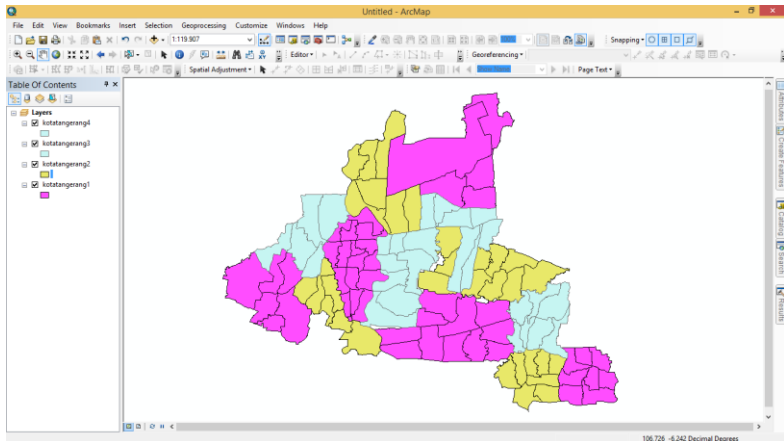 Untitled - ArcMap
File Edit View Bookmarks Insert Selection Geoprocessing Customize Windows Help
1:119.907 Editor Snapping
Georeferencing
Spatial Adjustment Page Text
Table Of Contents
Layers
kotatangerang4
kotatangerang3
kotatangerang2
kotatangerang1
Attributes
Create Features
Catalog
Search
Results
106.726 -6.242 Decimal Degrees